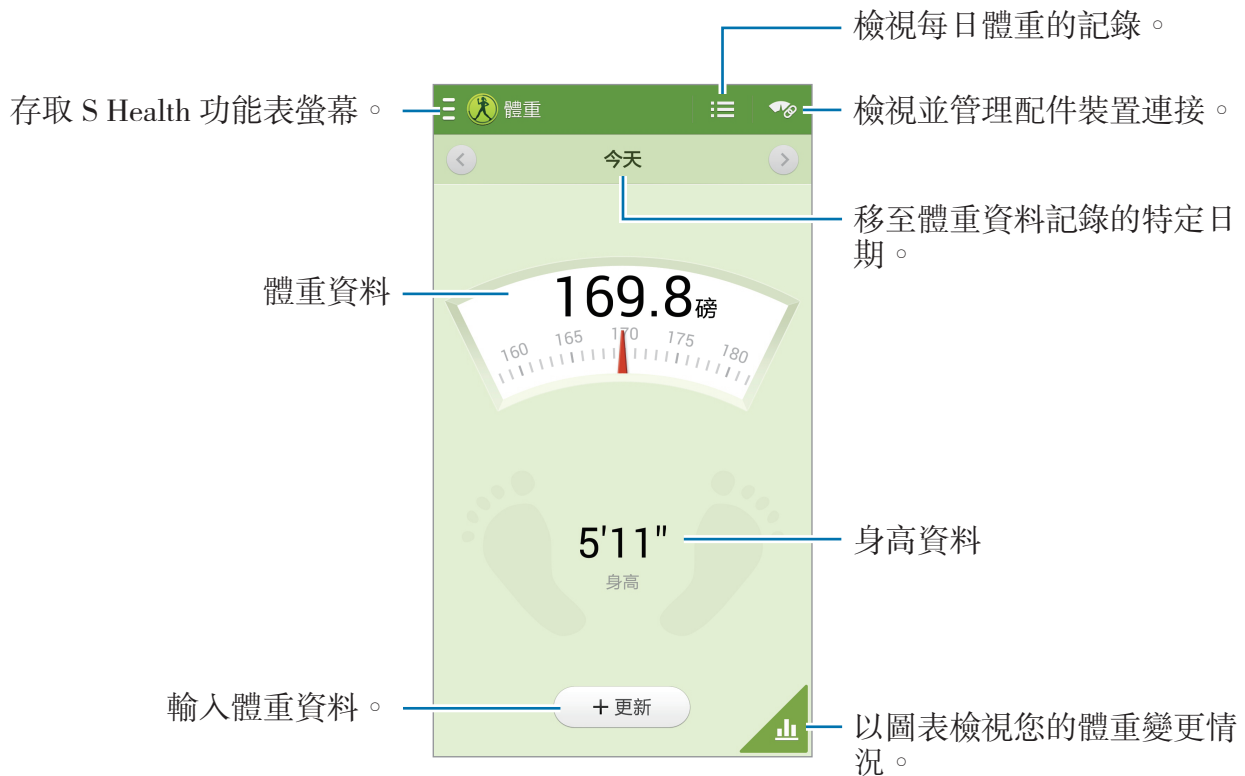 檢視每日體重的記錄。
存取 S Health 功能表螢幕。
體重
檢視並管理配件裝置連接。
今天
移至體重資料記錄的特定日
期。
體重資料
169.8磅
160 165 170 175 180
5'11"
身高
身高資料
輸入體重資料。
+ 更新
以圖表檢視您的體重變更情
況。